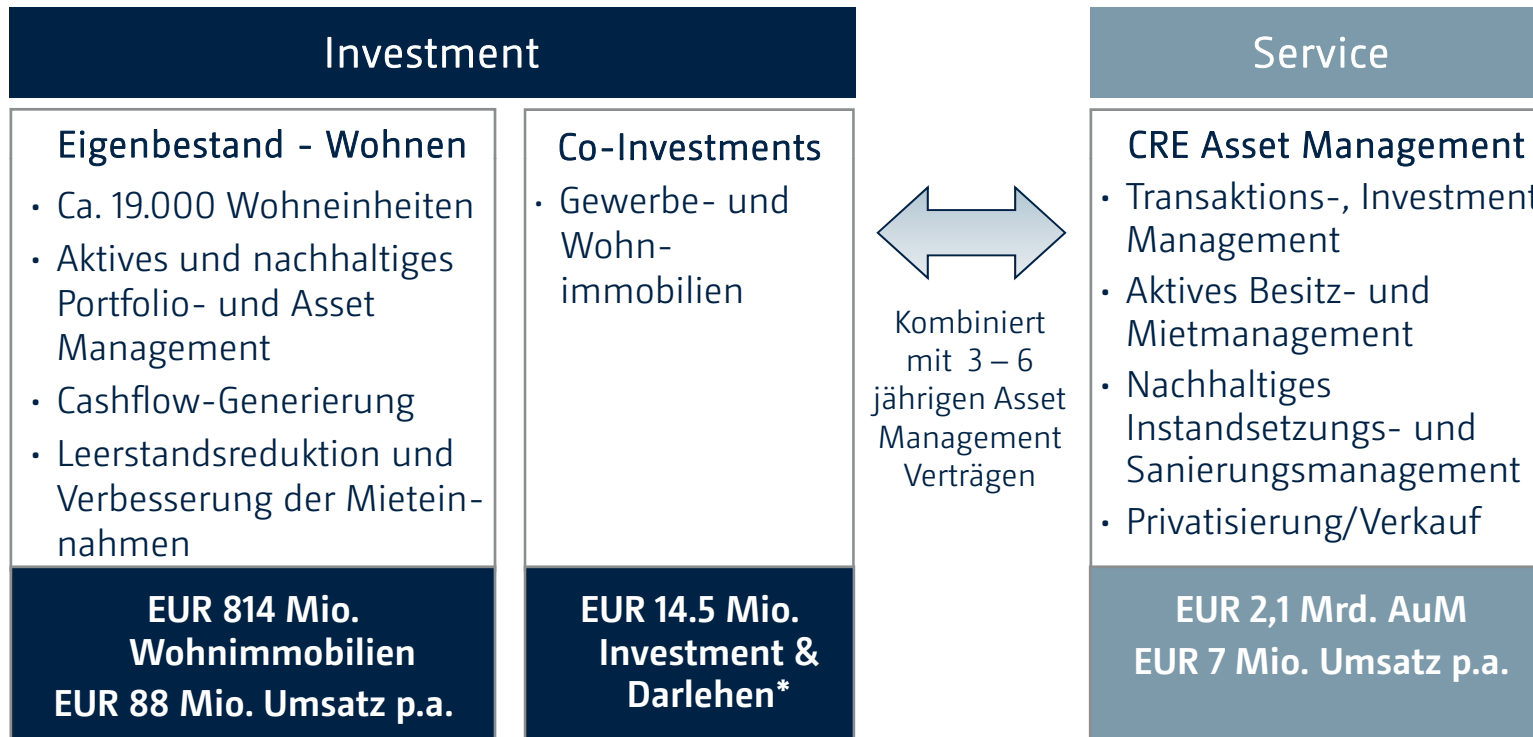 Investment
Eigenbestand - Wohnen
· Ca. 19.000 Wohneinheiten
· Aktives und nachhaltiges
Portfolio- und Asset
Management
· Cashflow-Generierung
· Leerstandsreduktion und
Verbesserung der Mietein-
nahmen
EUR 814 Mio.
Wohnimmobilien
EUR 88 Mio. Umsatz p.a.
Co-Investments
· Gewerbe- und
Wohn-
immobilien
EUR 14.5 Mio.
Investment &
Darlehen*
Kombiniert
mit 3 – 6
jährigen Asset
Management
Verträgen
Service
CRE Asset Management
· Transaktions-, Investment
Management
· Aktives Besitz- und
Mietmanagement
· Nachhaltiges
Instandsetzungs- und
Sanierungsmanagement
· Privatisierung/Verkauf
EUR 2,1 Mrd. AuM
EUR 7 Mio. Umsatz p.a.